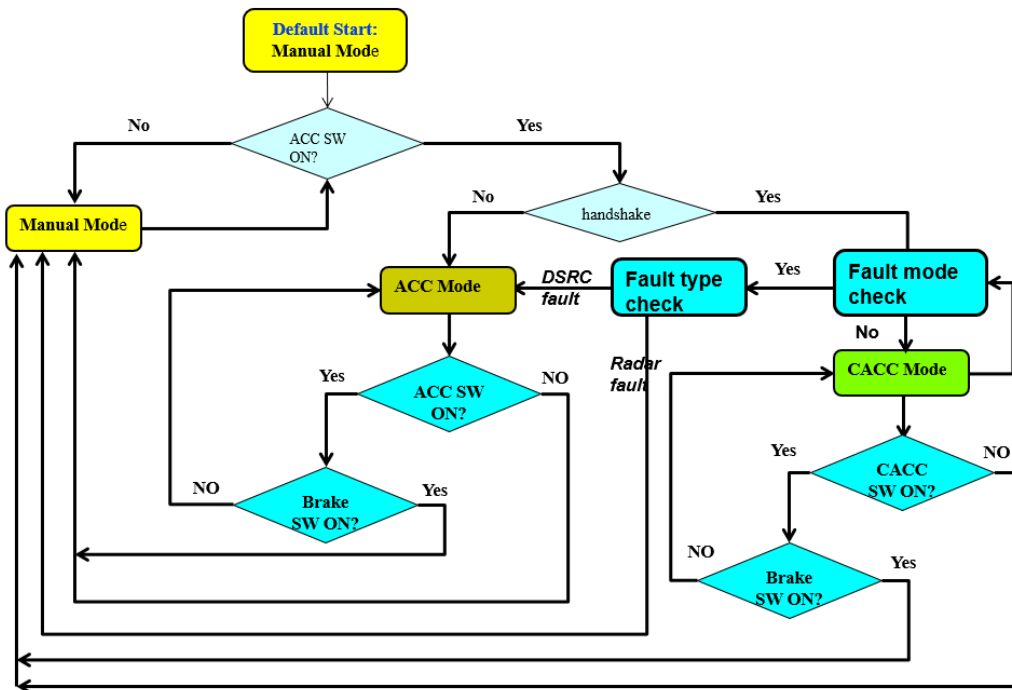 Default Start:
Manual Mode
No
Yes
ACC SW
ON?
No
Yes
handshake
Manual Mode
ACC Mode
DSRC
fault
Fault type
check
Yes
Fault mode
check
No
Radar
fault
CACC Mode
Yes
NO
ACC SW
ON?
Yes
NO
CACC
SW ON?
NO
Yes
Brake
SW ON?
NO
Yes
Brake
SW ON?